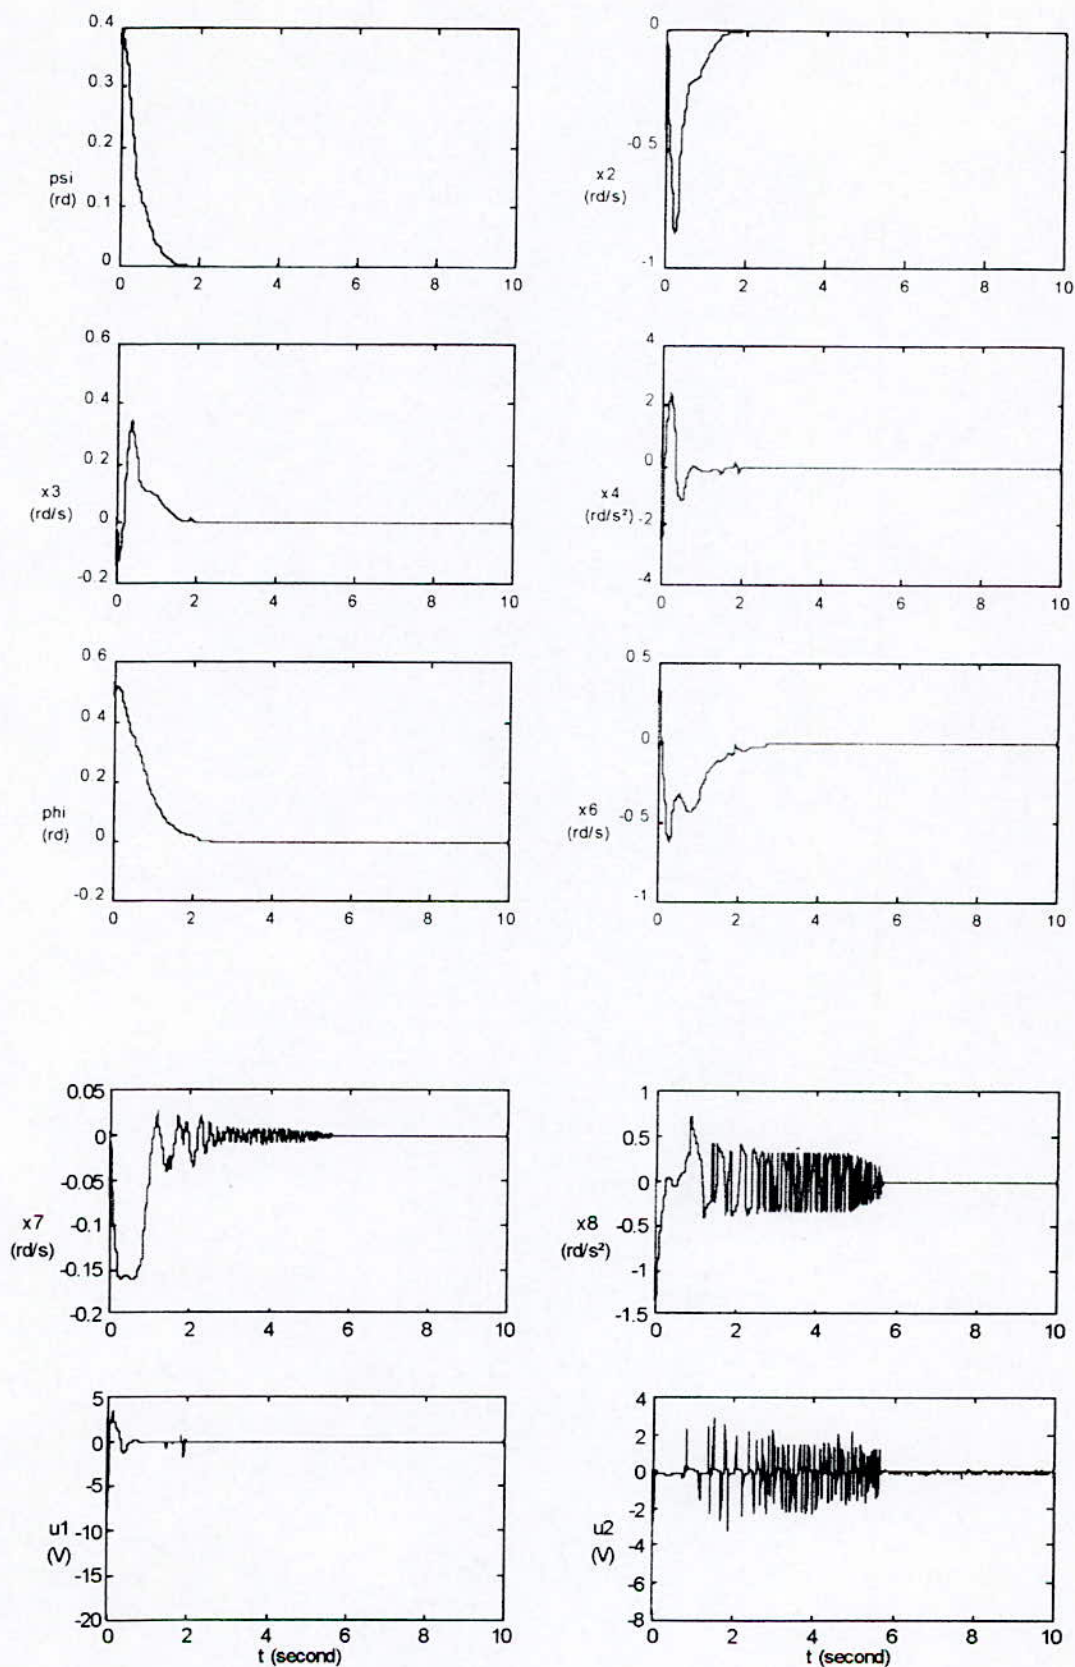 0.4
0.3
0.2
psi
(rd)
0.1
0
0 2 4 6 8 10
0
-0.5
x2
(rd/s)
-1
0 2 4 6 8 10
0.6
0.4
0.2
x3
(rd/s)
0
-0.2
0 2 4 6 8 10
4
2
0
x4
(rd/s²)
-2
-4
0 2 4 6 8 10
0.6
0.4
0.2
phi
(rd)
0
-0.2
0 2 4 6 8 10
0.5
0
-0.5
x6
(rd/s)
-1
0 2 4 6 8 10
0.05
0
-0.05
-0.1
x7
(rd/s)
-0.15
-0.2
0 2 4 6 8 10
1
0.5
0
x8
-0.5
(rd/s²)
-1
-1.5
0 2 4 6 8 10
5
0
-5
-10
u1
(V)
-15
-20
0 2 4 6 8 10
t (second)
4
2
0
-2
-4
u2
(V)
-6
-8
0 2 4 6 8 10
t (second)